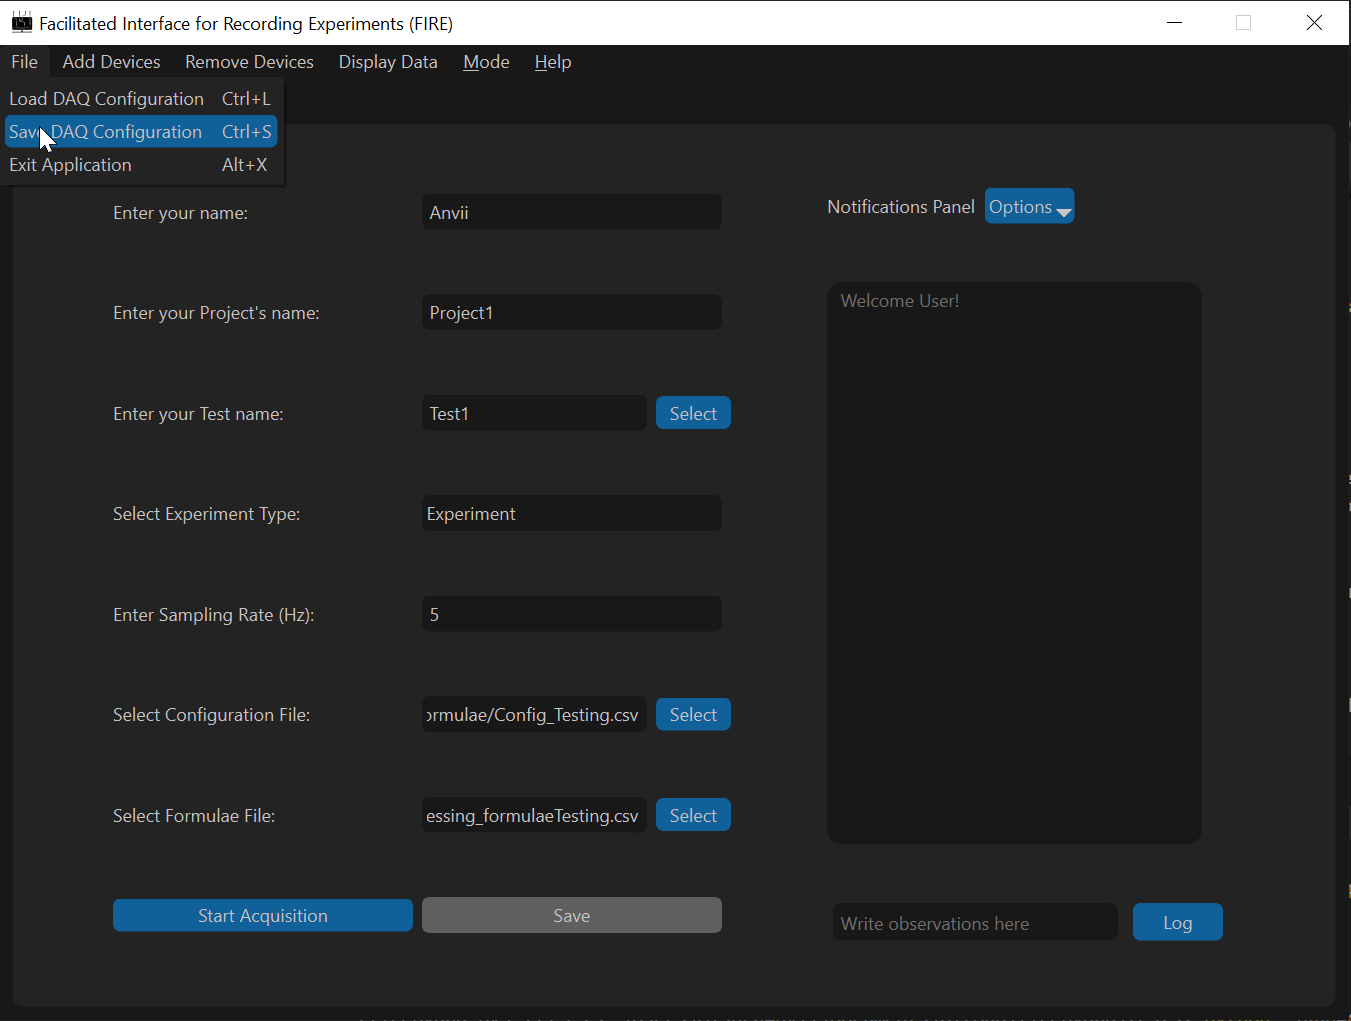 Facilitated Interface for Recording Experiments (FIRE)
File Add Devices Remove Devices Display Data Mode Help
Load DAQ Configuration Ctrl+L
Save DAQ Configuration Ctrl+S
Exit Application Alt+X
Enter your name: Anvii
Notifications Panel Options
Enter your Project's name: Project1
Welcome User!
Enter your Test name: Test1 Select
Select Experiment Type: Experiment
Enter Sampling Rate (Hz): 5
Select Configuration File: ormulae/Config_Testing.csv Select
Select Formulae File: essing_formulaeTesting.csv Select
Start Acquisition Save
Write observations here Log